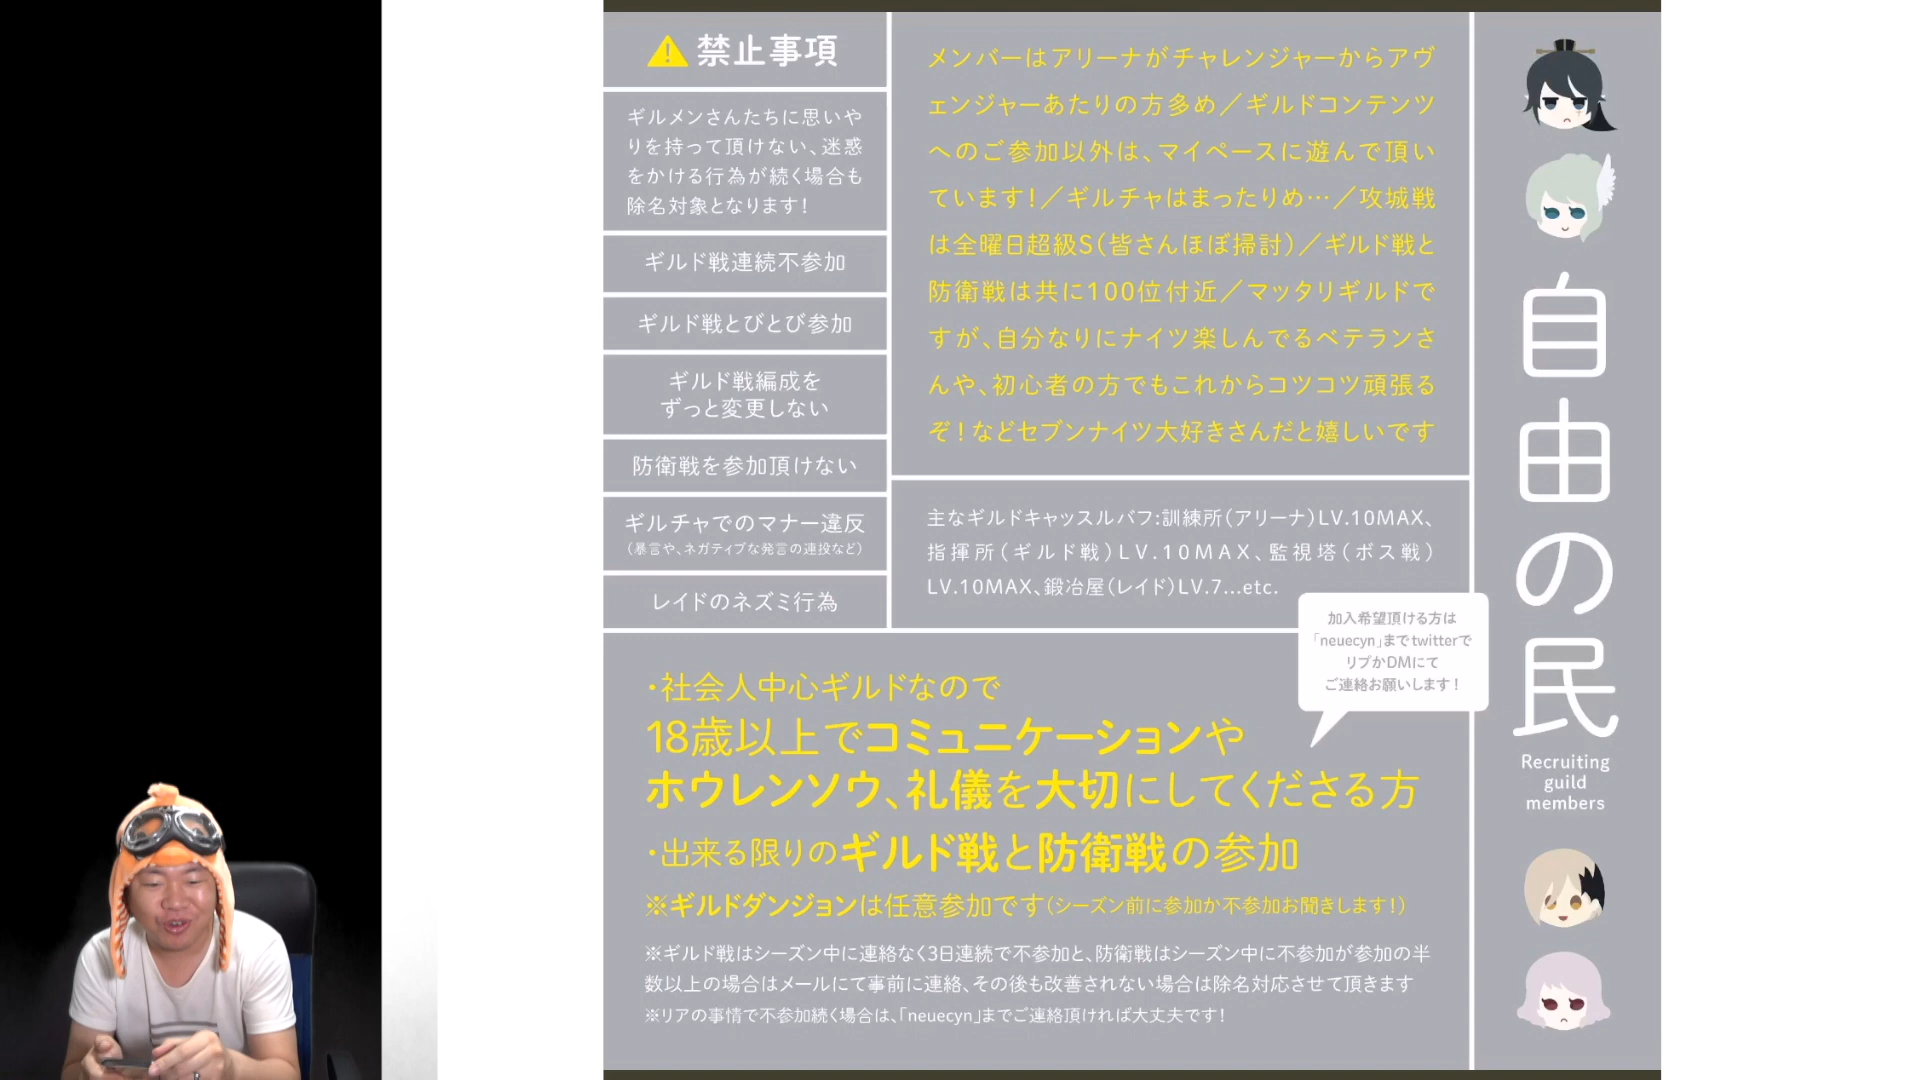 禁止事項
ギルメンさんたちに思いや
りを持って頂けない、迷惑
をかける行為が続く場合も
除名対象となります！
ギルド戦連続不参加
ギルド戦とびとび参加
ギルド戦編成を
ずっと変更しない
防衛戦を参加頂けない
ギルチャでのマナー違反
（暴言や、ネガティブな発言の連投など）
レイドのネズミ行為
メンバーはアリーナがチャレンジャーからアヴ
ェンジャーあたりの方多め／ギルドコンテンツ
へのご参加以外は、マイペースに遊んで頂い
ています！／ギルチャはまったりめ…／攻城戦
は全曜日超級S（皆さんほぼ掃討）／ギルド戦と
防衛戦は共に100位付近／マッタリギルドで
すが、自分なりにナイツ楽しんでるベテランさ
んや、初心者の方でもこれからコツコツ頑張る
ぞ！などセブンナイツ大好きさんだと嬉しいです
主なギルドキャッスルバフ：訓練所（アリーナ）LV.10MAX、
指揮所（ギルド戦）LV.10MAX、監視塔（ボス戦）
LV.10MAX、鍛冶屋（レイド）LV.7...etc.
加入希望頂ける方は
「neuecyn」までtwitterで
リプかDMにて
ご連絡お願いします！
・社会人中心ギルドなので
18歳以上でコミュニケーションや
ホウレンソウ、礼儀を大切にしてくださる方
・出来る限りのギルド戦と防衛戦の参加
※ギルドダンジョンは任意参加です（シーズン前に参加か不参加お聞きします！）
※ギルド戦はシーズン中に連絡なく3日連続で不参加と、防衛戦はシーズン中に不参加が参加の半
数以上の場合はメールにて事前に連絡、その後も改善されない場合は除名対応させて頂きます
※リアの事情で不参加続く場合は、「neuecyn」までご連絡頂ければ大丈夫です！
自由の民
Recruiting
guild
members